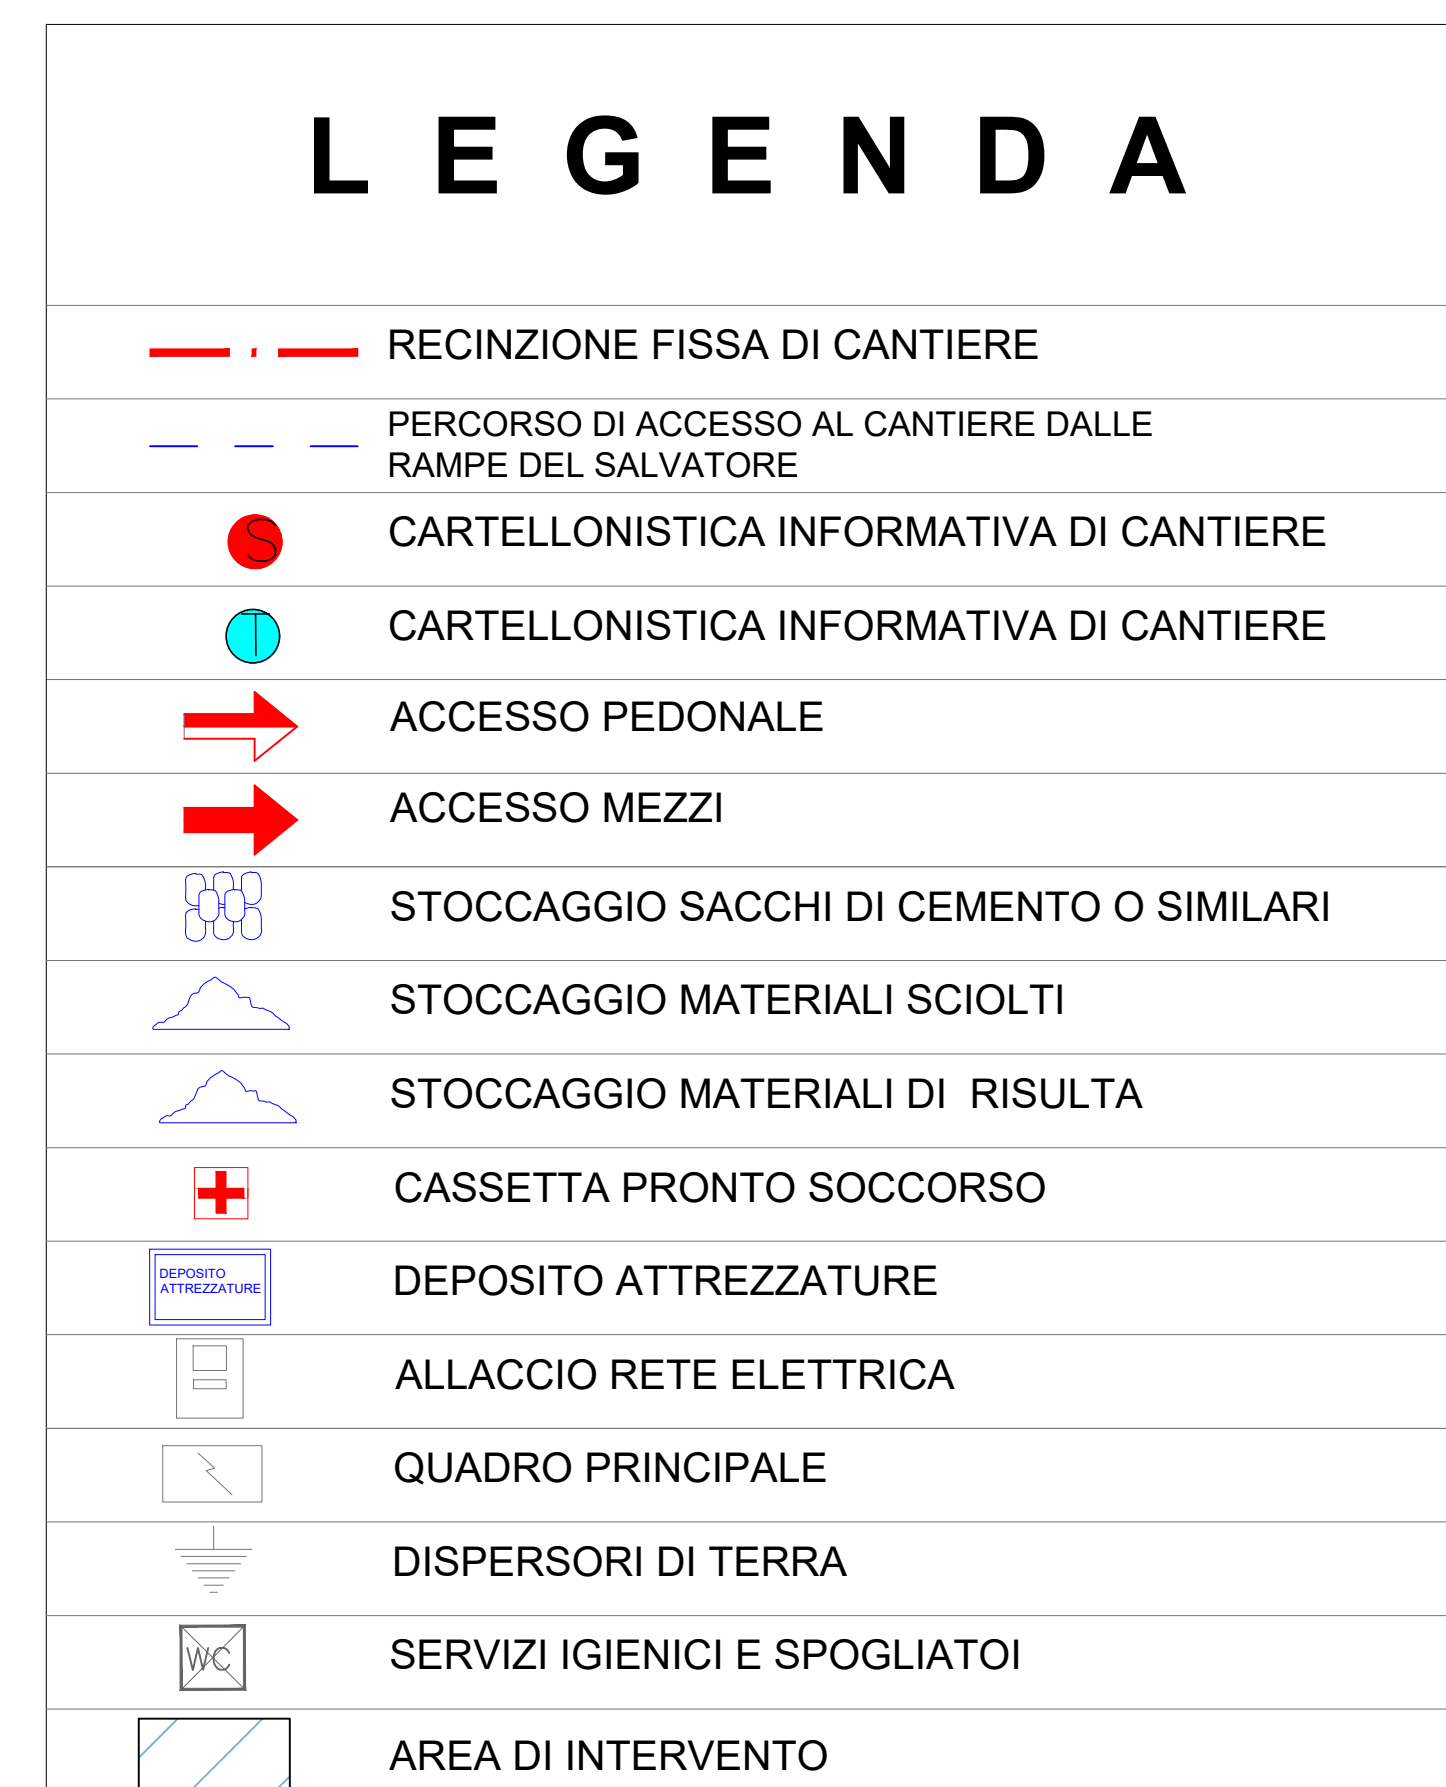 L E G E N D A
RECINZIONE FISSA DI CANTIERE
PERCORSO DI ACCESSO AL CANTIERE DALLE
RAMPE DEL SALVATORE
S
CARTELLONISTICA INFORMATIVA DI CANTIERE
T
CARTELLONISTICA INFORMATIVA DI CANTIERE
ACCESSO PEDONALE
ACCESSO MEZZI
STOCCAGGIO SACCHI DI CEMENTO O SIMILARI
STOCCAGGIO MATERIALI SCIOLTI
STOCCAGGIO MATERIALI DI RISULTA
CASSETTA PRONTO SOCCORSO
DEPOSITO
ATTREZZATURE
DEPOSITO ATTREZZATURE
ALLACCIO RETE ELETTRICA
QUADRO PRINCIPALE
DISPERSORI DI TERRA
WC
SERVIZI IGIENICI E SPOGLIATOI
AREA DI INTERVENTO